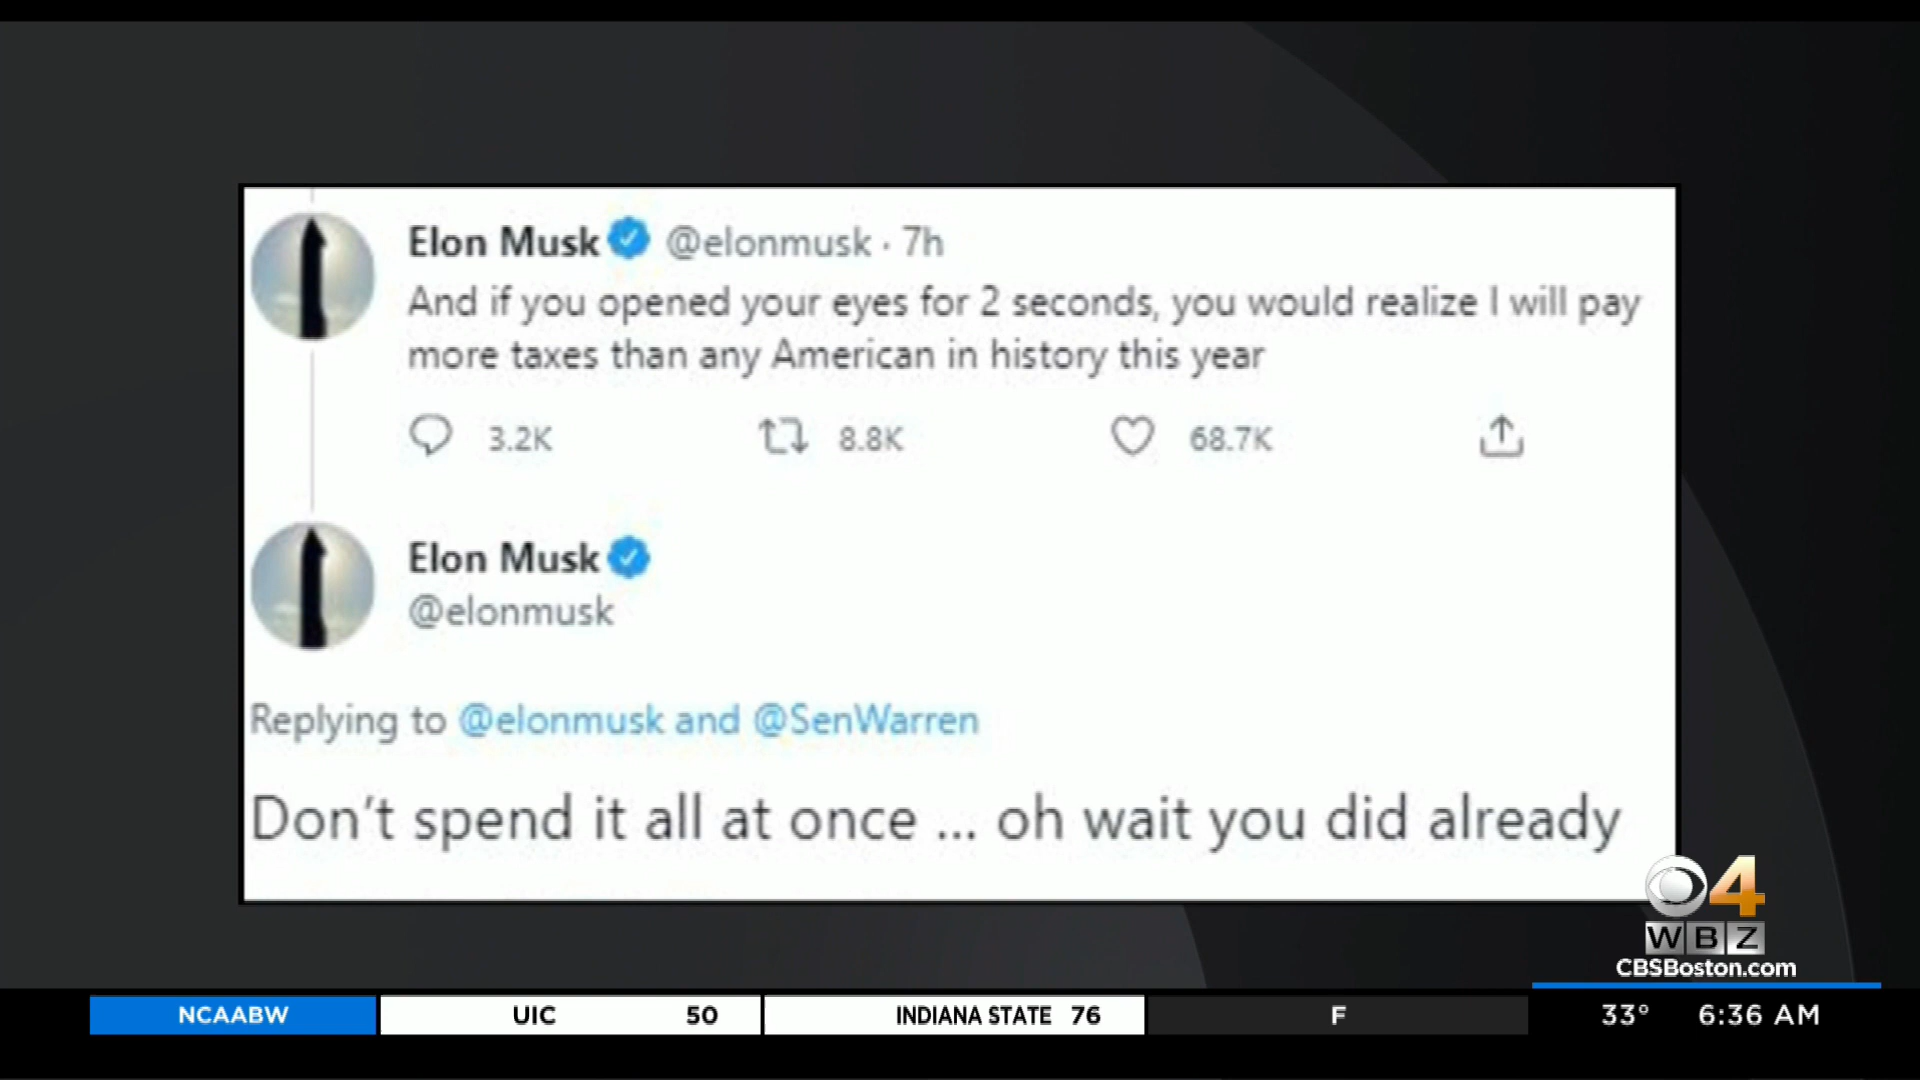 Elon Musk @elonmusk · 7h
And if you opened your eyes for 2 seconds, you would realize I will pay
more taxes than any American in history this year
3.2K 8.8K 68.7K
Elon Musk
@elonmusk
Replying to @elonmusk and @SenWarren
Don't spend it all at once ... oh wait you did already
4
WBZ
CBSBoston.com
NCAABW UIC 50 INDIANA STATE 76 F 33° 6:36 AM